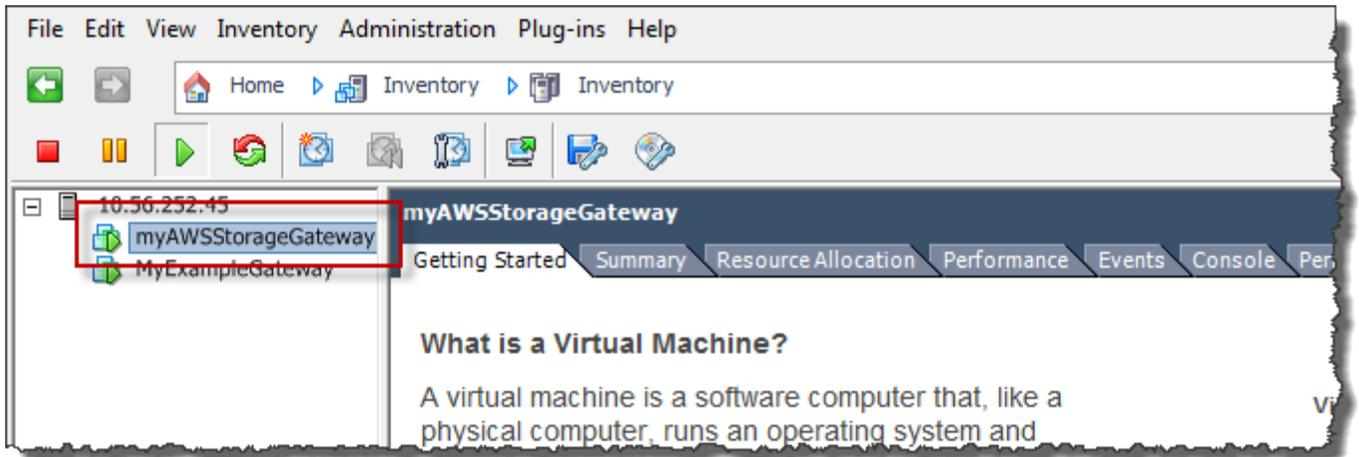 File Edit View Inventory Administration Plug-ins Help
Home Inventory Inventory
10.56.252.45
myAWSStorageGateway
MyExampleGateway
myAWSStorageGateway
Getting Started Summary Resource Allocation Performance Events Console Per
What is a Virtual Machine?
A virtual machine is a software computer that, like a
physical computer, runs an operating system and